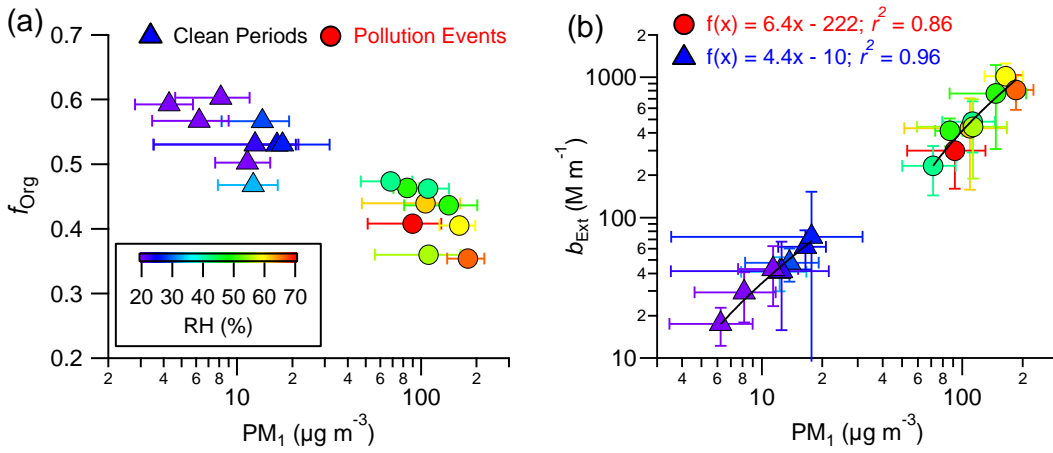 (a)
0.7
0.6
0.5
0.4
0.3
0.2
f Org
Clean Periods
Pollution Events
20 30 40 50 60 70
RH (%)
2 4 6 8 10 2 4 6 8 100 2
PM1 (µg m-3)
(b)
f(x) = 6.4x - 222; r2 = 0.86
f(x) = 4.4x - 10; r2 = 0.96
2
1000
8
6
4
2
100
8
6
4
2
10
bExt (M m-1)
4 6 8 10 2 4 6 8 100 2
PM1 (µg m-3)